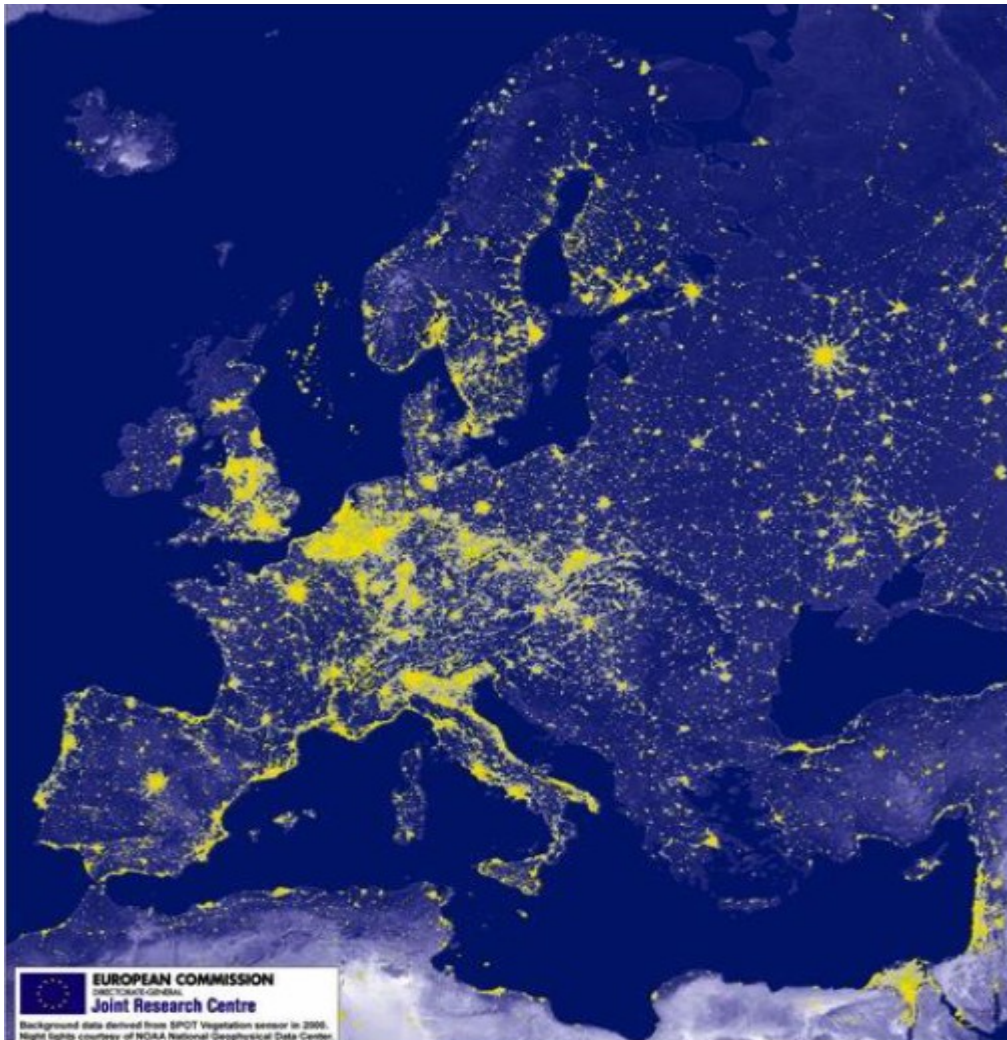 EUROPEAN COMMISSION
DIRECTORATE-GENERAL
Joint Research Centre
Background data derived from SPOT Vegetation sensor in 2000.
Night lights courtesy of NOAA National Geophysical Data Center.